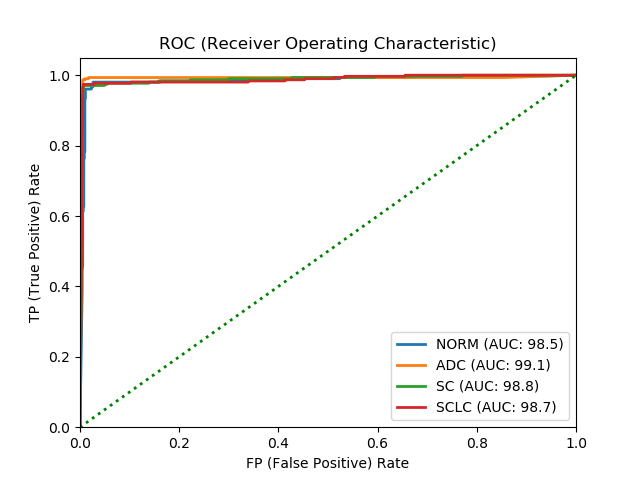 ROC (Receiver Operating Characteristic)
TP (True Positive) Rate
1.0
0.8
0.6
0.4
0.2
0.0
NORM (AUC: 98.5)
ADC (AUC: 99.1)
SC (AUC: 98.8)
SCLC (AUC: 98.7)
0.0 0.2 0.4 0.6 0.8 1.0
FP (False Positive) Rate